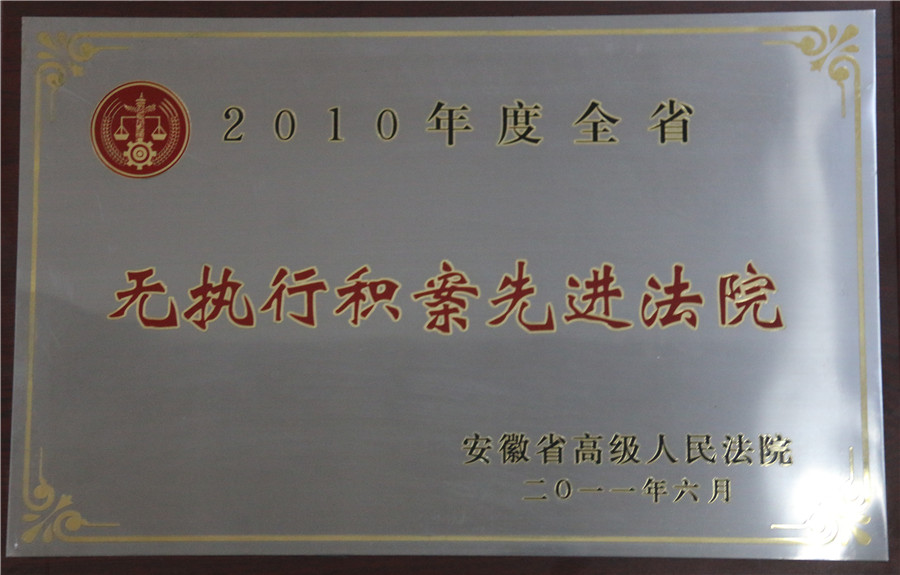 2010年度全省
无执行积案先进法院
安徽省高级人民法院
二〇一一年六月